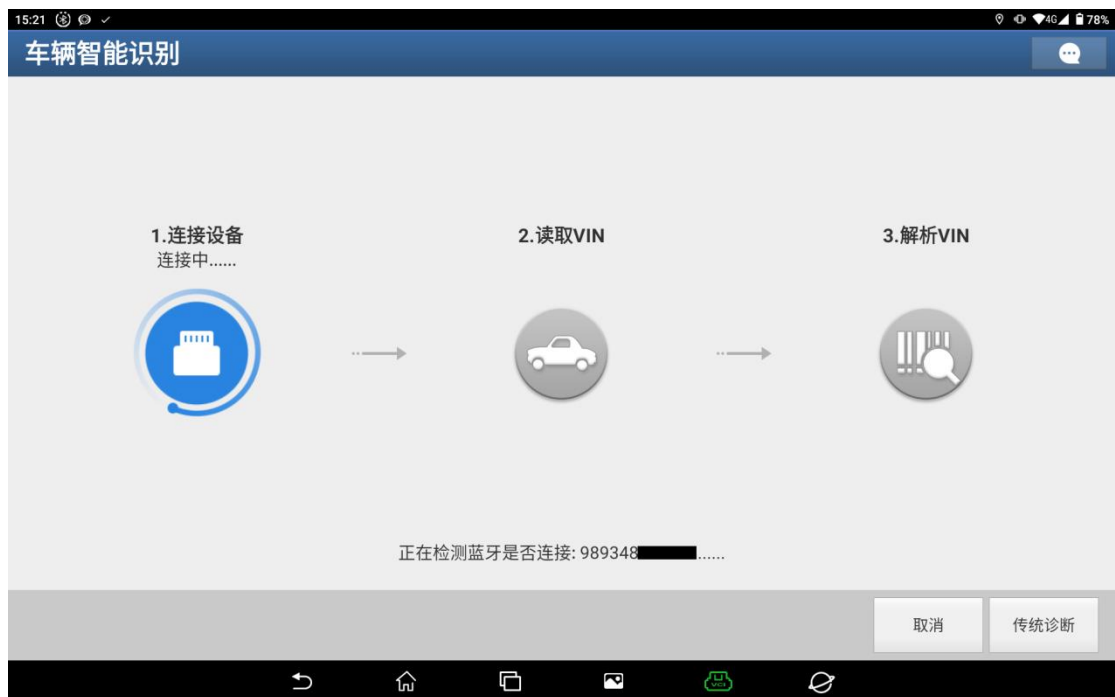 15:21
4G 78%
车辆智能识别
1.连接设备
连接中......
2.读取VIN
3.解析VIN
正在检测蓝牙是否连接: 989348 ......
取消
传统诊断
VCI